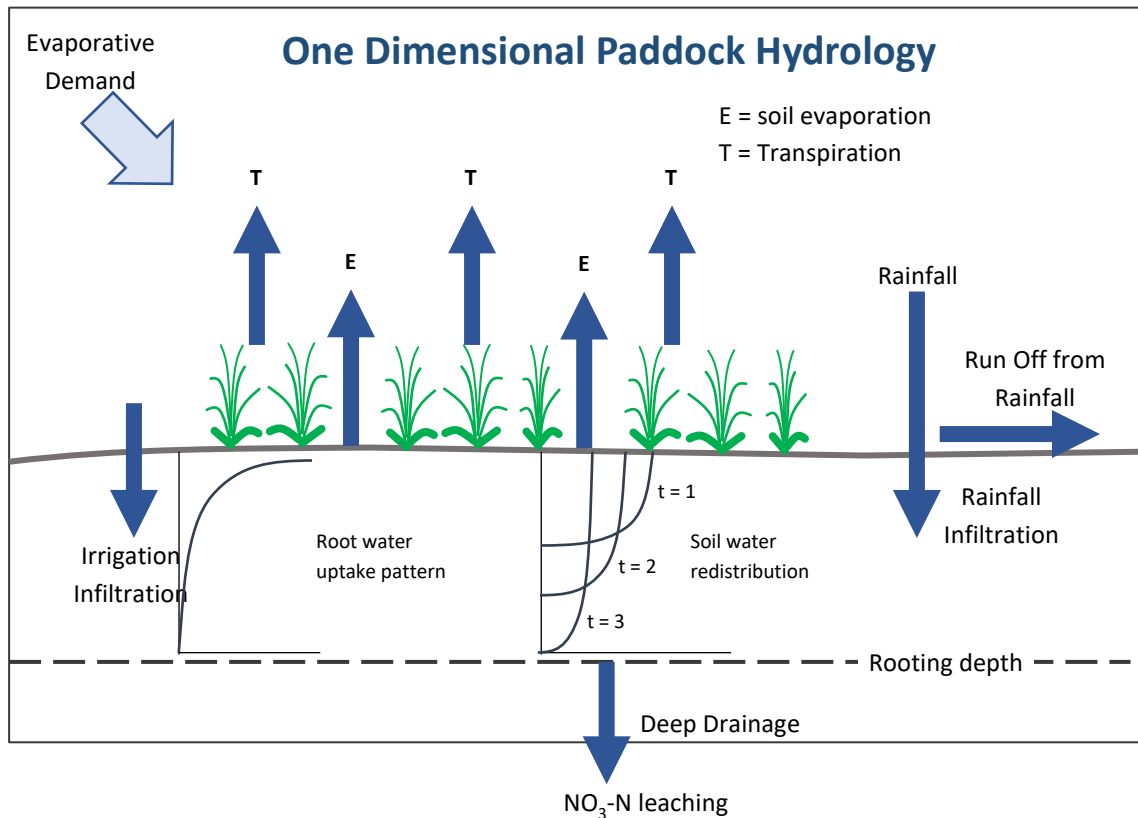 One Dimensional Paddock Hydrology
Evaporative
Demand
E = soil evaporation
T = Transpiration
T
T
T
E
E
Rainfall
Run Off from
Rainfall
Rainfall
Infiltration
Irrigation
Infiltration
Root water
uptake pattern
t = 1
t = 2
t = 3
Soil water
redistribution
Rooting depth
Deep Drainage
NO₃-N leaching